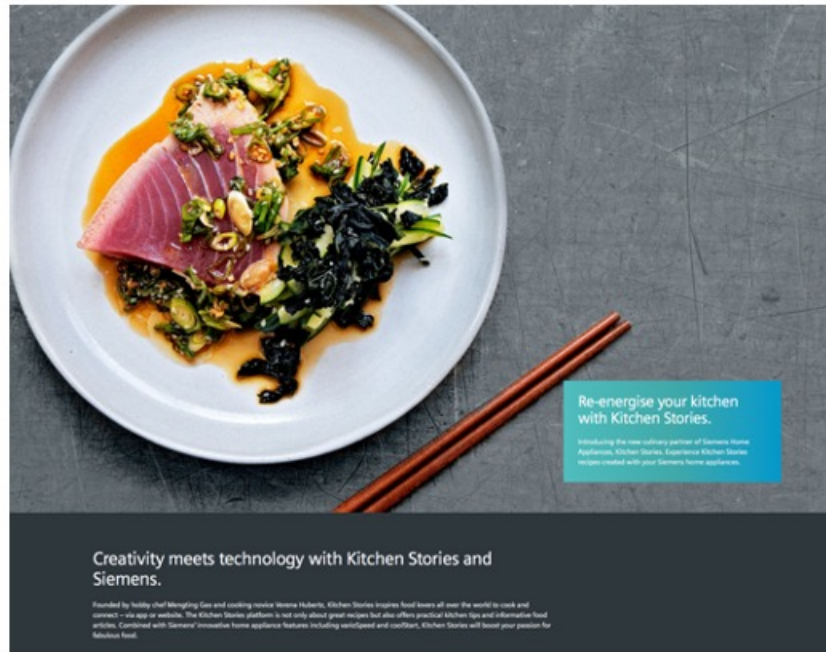 Re-energise your kitchen
with Kitchen Stories.
Introducing the new culinary partner of Siemens Home
Appliances, Kitchen Stories. Experience Kitchen Stories
recipes created with your Siemens home appliances.
Creativity meets technology with Kitchen Stories and
Siemens.
Founded by hobby chef Mengting Gao and cooking novice Verena Hubertz, Kitchen Stories inspires food lovers all over the world to cook and
connect – via app or website. The Kitchen Stories platform is not only about great recipes but also offers practical kitchen tips and informative food
articles. Combined with Siemens' innovative home appliance features including varioSpeed and coolStart, Kitchen Stories will boost your passion for
fabulous food.